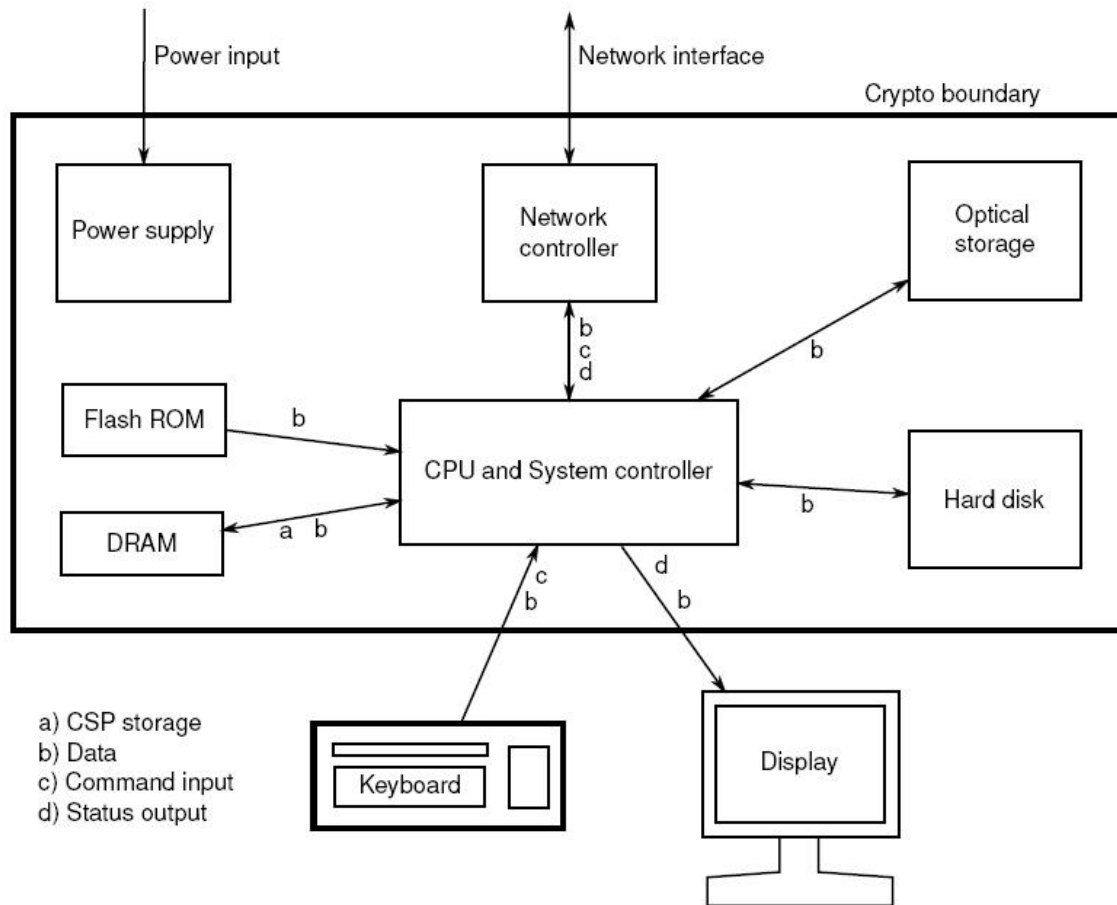 Power input
Network interface
Crypto boundary
Power supply
Network
controller
Optical
storage
b
c
d
b
Flash ROM
b
CPU and System controller
b
Hard disk
DRAM
a b
c
b
d
b
a) CSP storage
b) Data
c) Command input
d) Status output
Keyboard
Display